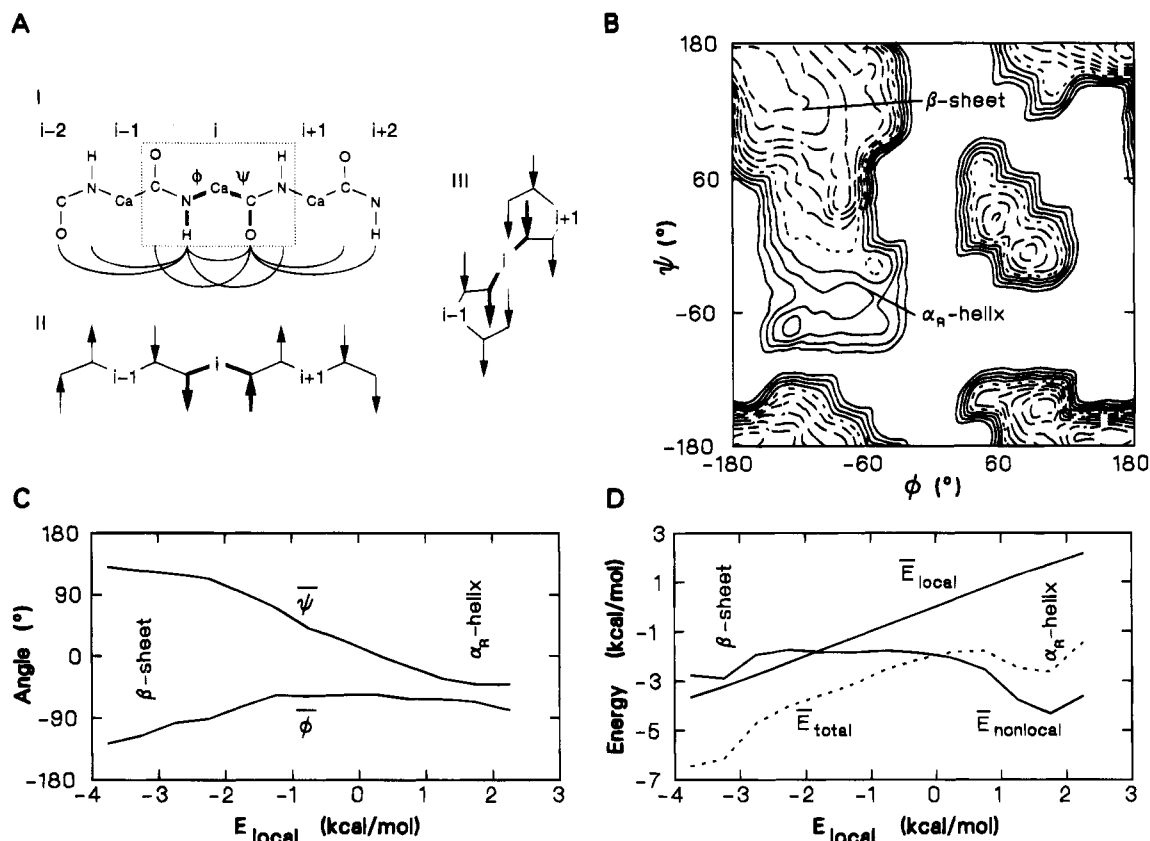 A
I
i-2 i-1 i i+1 i+2
H O H O
N Ca N ϕ Ca ψ N Ca N
O H O H
II
i-1 i i+1
III
i+1
i
i-1
B
180
60
-60
-180
ψ (°)
β-sheet
αR-helix
-180 -60 60 180
ϕ (°)
C
180
90
0
-90
-180
Angle (°)
β-sheet
ψ
ϕ
αR-helix
-4 -3 -2 -1 0 1 2 3
Elocal (kcal/mol)
D
3
1
-1
-3
-5
-7
Energy (kcal/mol)
β-sheet
Elocal
Etotal
Enonlocal
αR-helix
-4 -3 -2 -1 0 1 2 3
Elocal (kcal/mol)